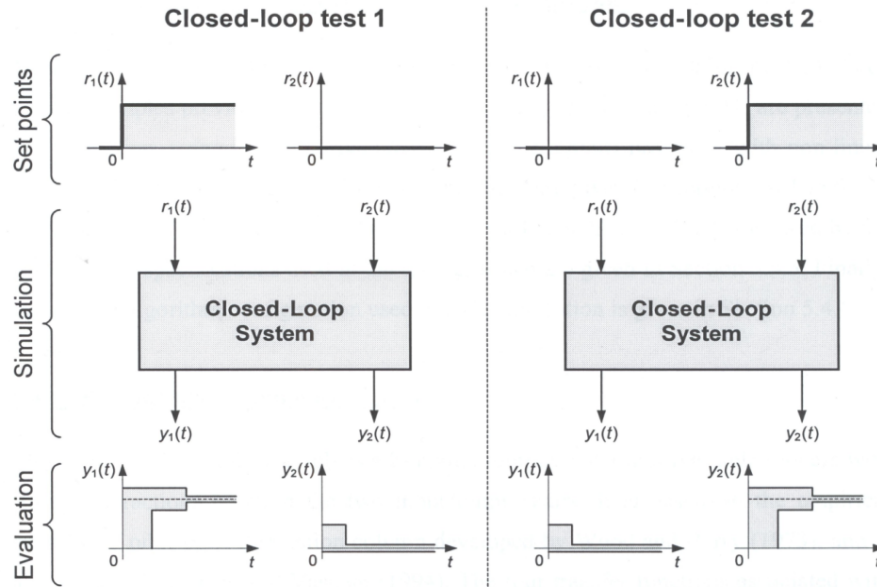 Closed-loop test 1
Closed-loop test 2
Set points
r₁(t)
r₂(t)
r₁(t)
r₂(t)
0
t
0
t
0
t
0
t
Simulation
r₁(t)
r₂(t)
r₁(t)
r₂(t)
Closed-Loop
System
Closed-Loop
System
y₁(t)
y₂(t)
y₁(t)
y₂(t)
Evaluation
y₁(t)
y₂(t)
y₁(t)
y₂(t)
0
t
0
t
0
t
0
t